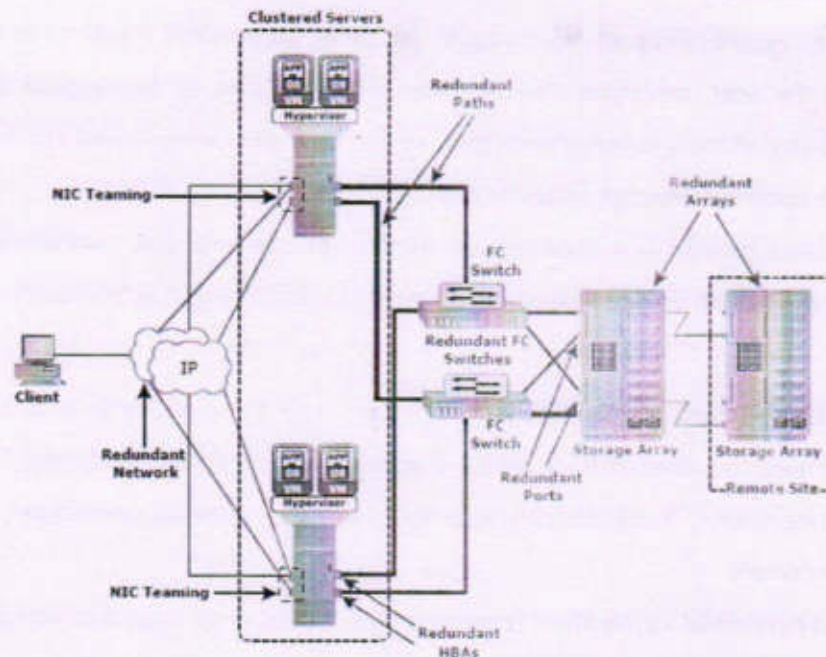 Clustered Servers
Hypervisor
Redundant
Paths
NIC Teaming
Redundant
Arrays
FC
Switch
Redundant FC
Switches
IP
Client
FC
Switch
Redundant
Network
Storage Array
Storage Array
Redundant
Ports
Remote Site
Hypervisor
NIC Teaming
Redundant
HBAs